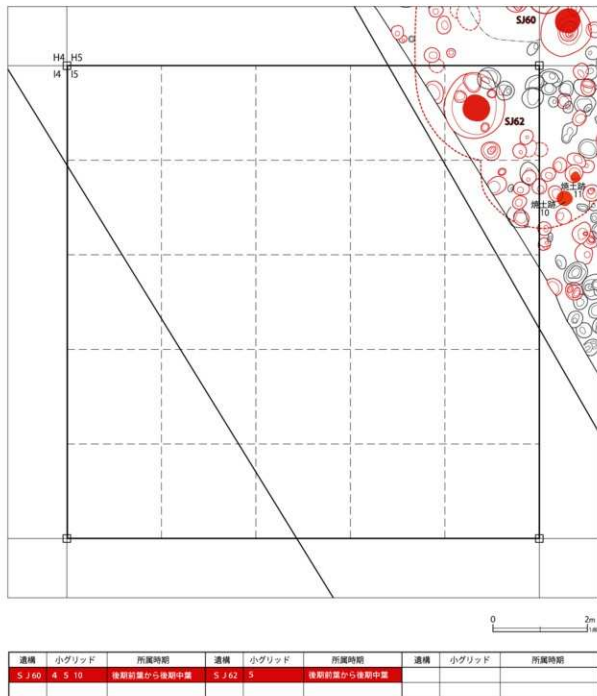 SJ60
H4 H5
I4 I5
SJ62
焼土跡
11
焼土跡
10
0 2m
遺構 小グリッド 所属時期 遺構 小グリッド 所属時期 遺構 小グリッド 所属時期
SJ60 4 5 10 後期前葉から後期中葉 SJ62 5 後期前葉から後期中葉